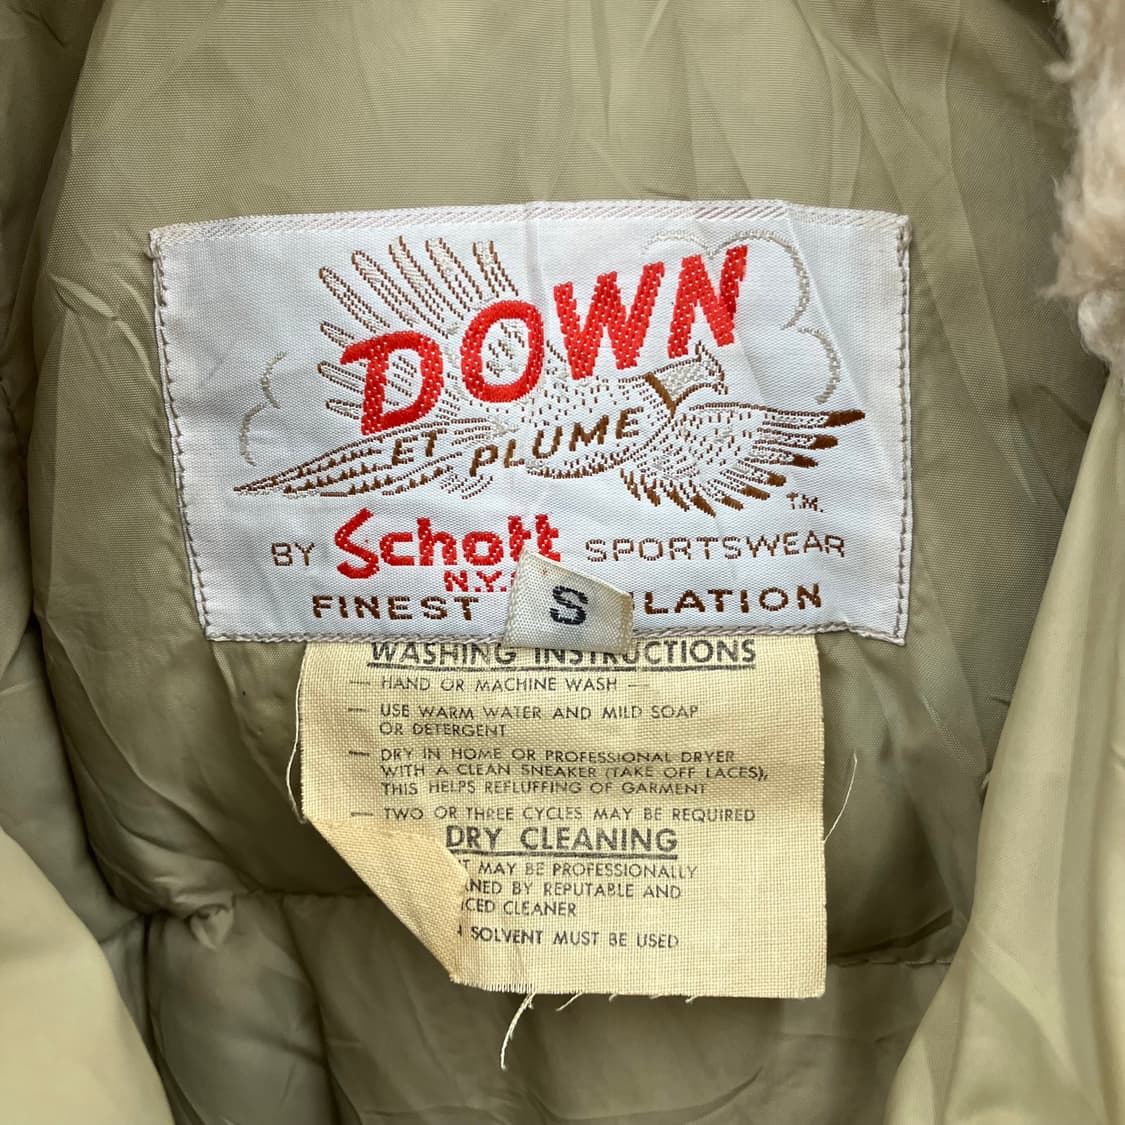 DOWN
ET PLUME
T.M.
BY Schott SPORTSWEAR
N.Y.
FINEST
S
WASHING INSTRUCTIONS
— HAND OR MACHINE WASH —
— USE WARM WATER AND MILD SOAP
OR DETERGENT
— DRY IN HOME OR PROFESSIONAL DRYER
WITH A CLEAN SNEAKER (TAKE OFF LACES),
THIS HELPS REFLUFFING OF GARMENT
— TWO OR THREE CYCLES MAY BE REQUIRED
DRY CLEANING
MAY BE PROFESSIONALLY
BY REPUTABLE AND
CLEANER
SOLVENT MUST BE USED